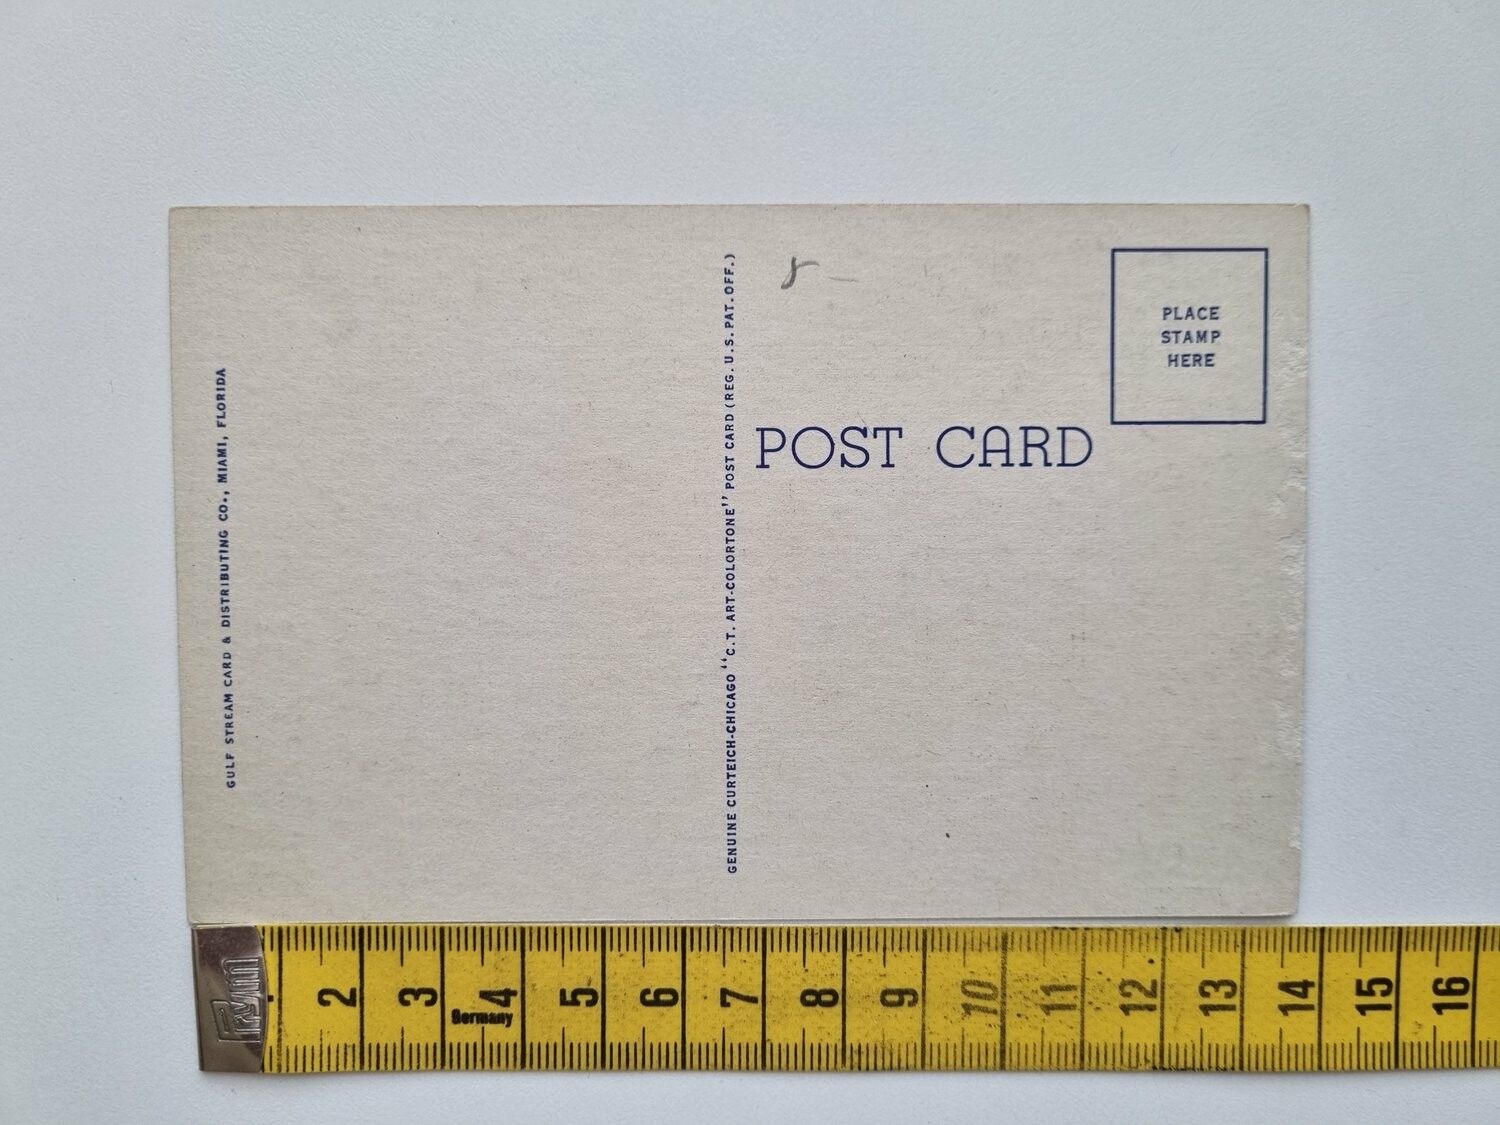 GULF STREAM CARD & DISTRIBUTING CO., MIAMI, FLORIDA
GENUINE CURTEICH-CHICAGO "C.T. ART-COLORTONE" POST CARD (REG. U.S. PAT. OFF.)
8 –
PLACE
STAMP
HERE
POST CARD
Prym
2 3 4 5 6 7 8 9 10 11 12 13 14 15 16
Germany